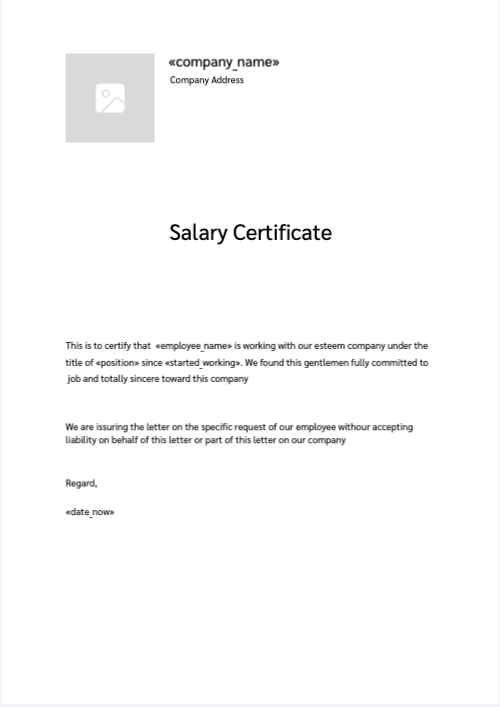 «company_name»
Company Address
Salary Certificate
This is to certify that «employee_name» is working with our esteem company under the
title of «position» since «started_working». We found this gentlemen fully committed to
job and totally sincere toward this company
We are issuring the letter on the specific request of our employee withour accepting
liability on behalf of this letter or part of this letter on our company
Regard,
«date_now»